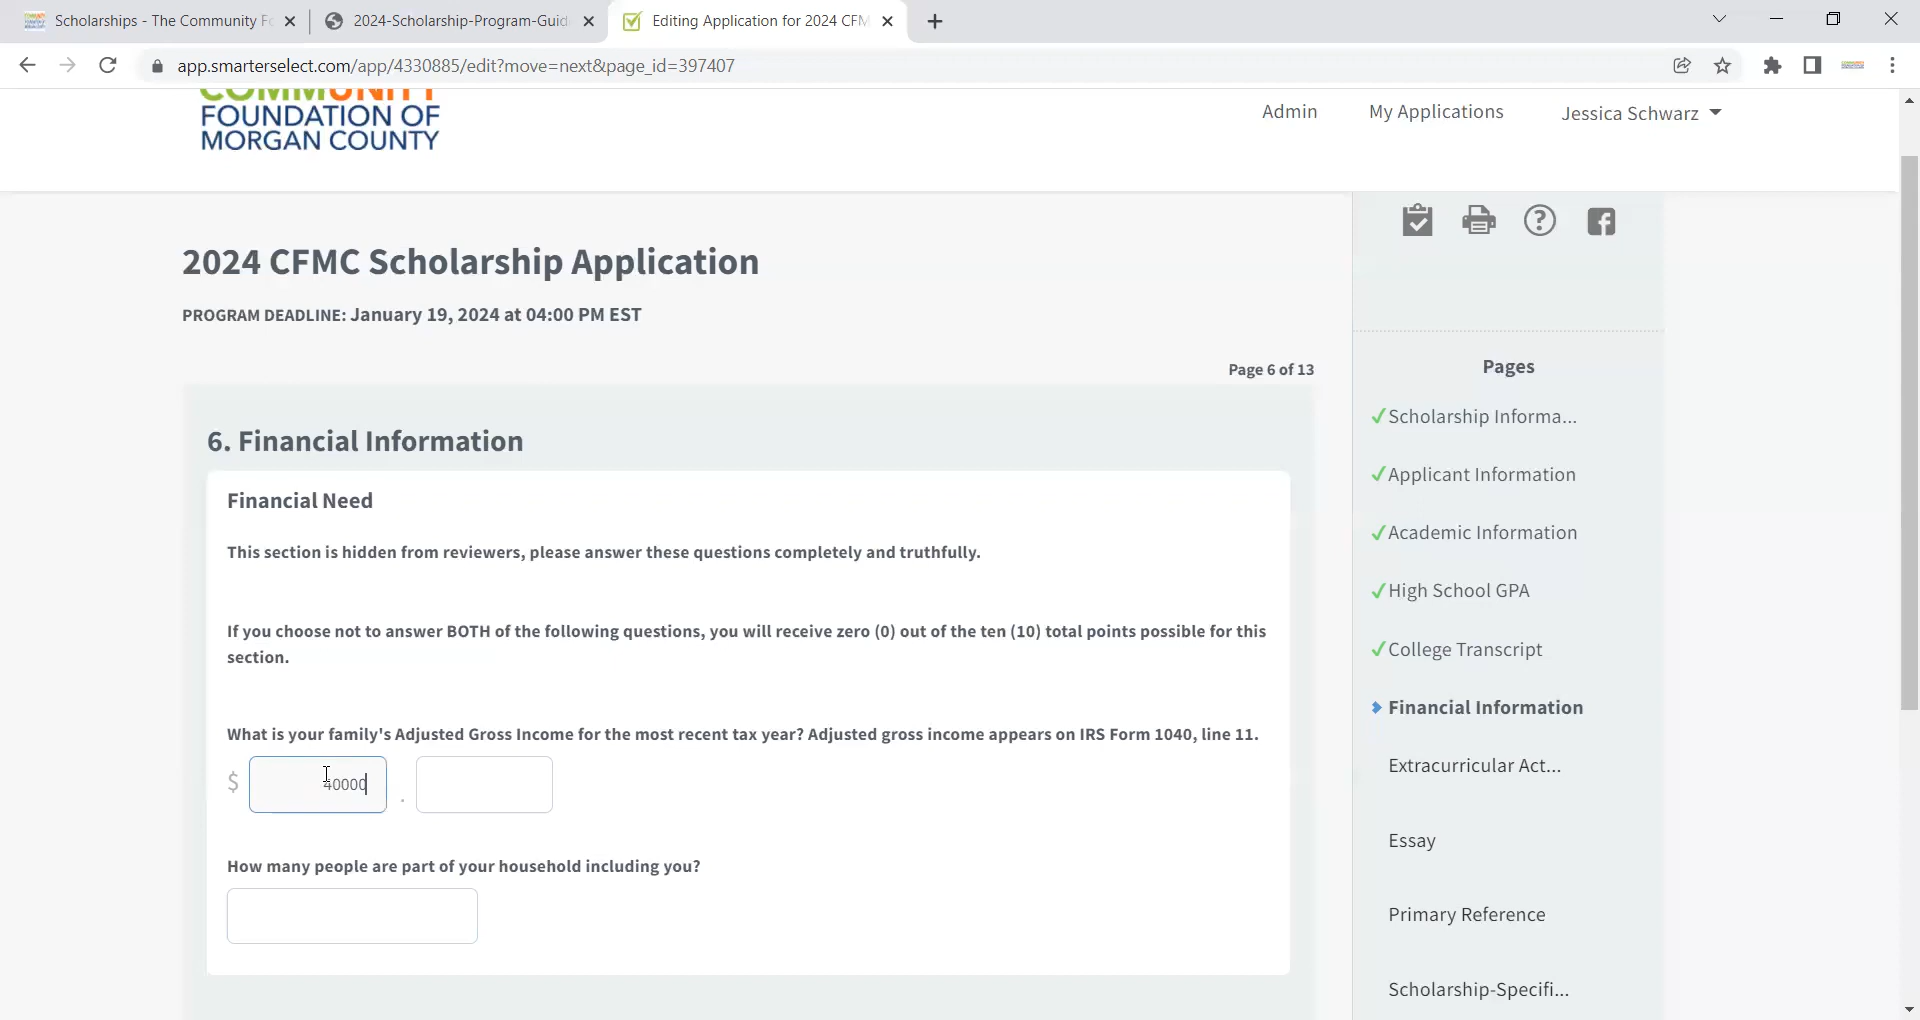 Scholarships - The Community Fo
2024-Scholarship-Program-Guid
Editing Application for 2024 CFM
app.smarterselect.com/app/4330885/edit?move=next&page_id=397407
COMMUNITY
FOUNDATION OF
MORGAN COUNTY
Admin
My Applications
Jessica Schwarz
2024 CFMC Scholarship Application
PROGRAM DEADLINE: January 19, 2024 at 04:00 PM EST
Page 6 of 13
6. Financial Information
Financial Need
This section is hidden from reviewers, please answer these questions completely and truthfully.
If you choose not to answer BOTH of the following questions, you will receive zero (0) out of the ten (10) total points possible for this
section.
What is your family's Adjusted Gross Income for the most recent tax year? Adjusted gross income appears on IRS Form 1040, line 11.
$ 40000 .
How many people are part of your household including you?
Pages
Scholarship Informa...
Applicant Information
Academic Information
High School GPA
College Transcript
Financial Information
Extracurricular Act...
Essay
Primary Reference
Scholarship-Specifi...